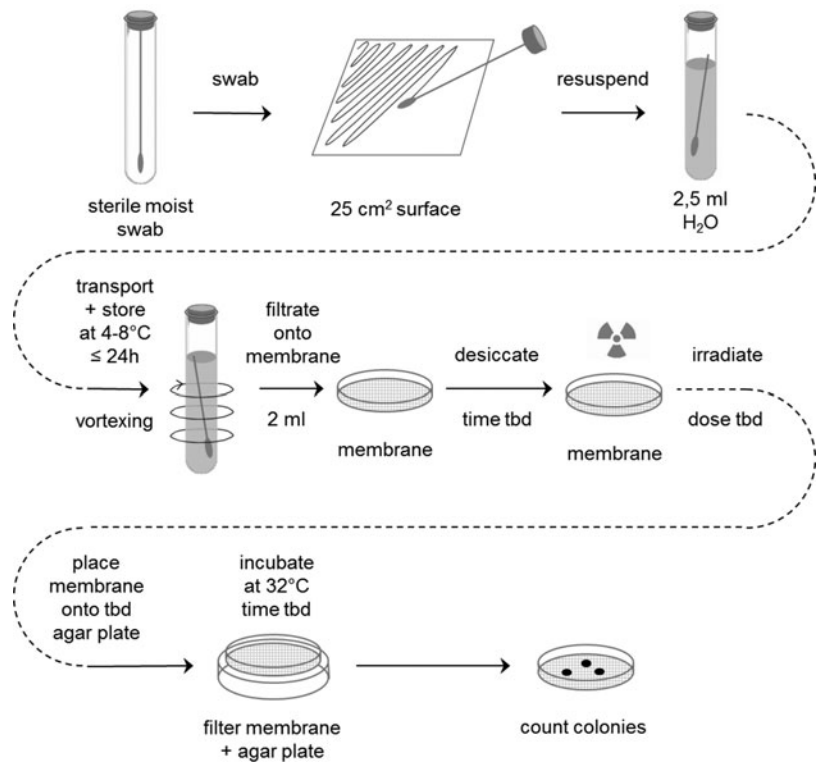 swab
resuspend
sterile moist
swab
25 cm² surface
2,5 ml
H₂O
transport
+ store
at 4-8°C
≤ 24h
vortexing
filtrate
onto
membrane
2 ml
membrane
desiccate
time tbd
membrane
irradiate
dose tbd
place
membrane
onto tbd
agar plate
incubate
at 32°C
time tbd
filter membrane
+ agar plate
count colonies